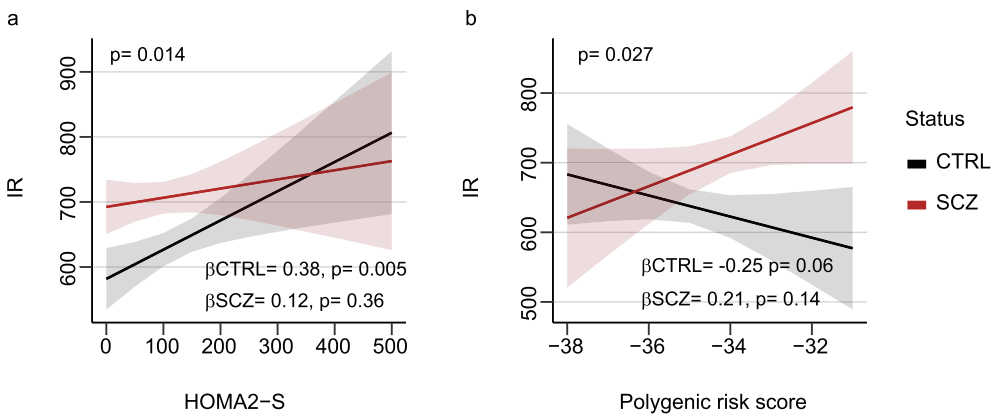 a
p= 0.014
IR
900
800
700
600
βCTRL= 0.38, p= 0.005
βSCZ= 0.12, p= 0.36
0 100 200 300 400 500
HOMA2−S
b
p= 0.027
IR
800
700
600
500
βCTRL= -0.25 p= 0.06
βSCZ= 0.21, p= 0.14
−38 −36 −34 −32
Polygenic risk score
Status
CTRL
SCZ